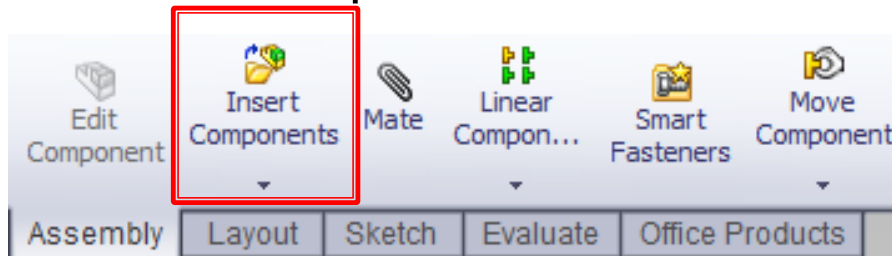 Edit
Component
Insert
Components
Mate
Linear
Compon...
Smart
Fasteners
Move
Component
Assembly
Layout
Sketch
Evaluate
Office Products